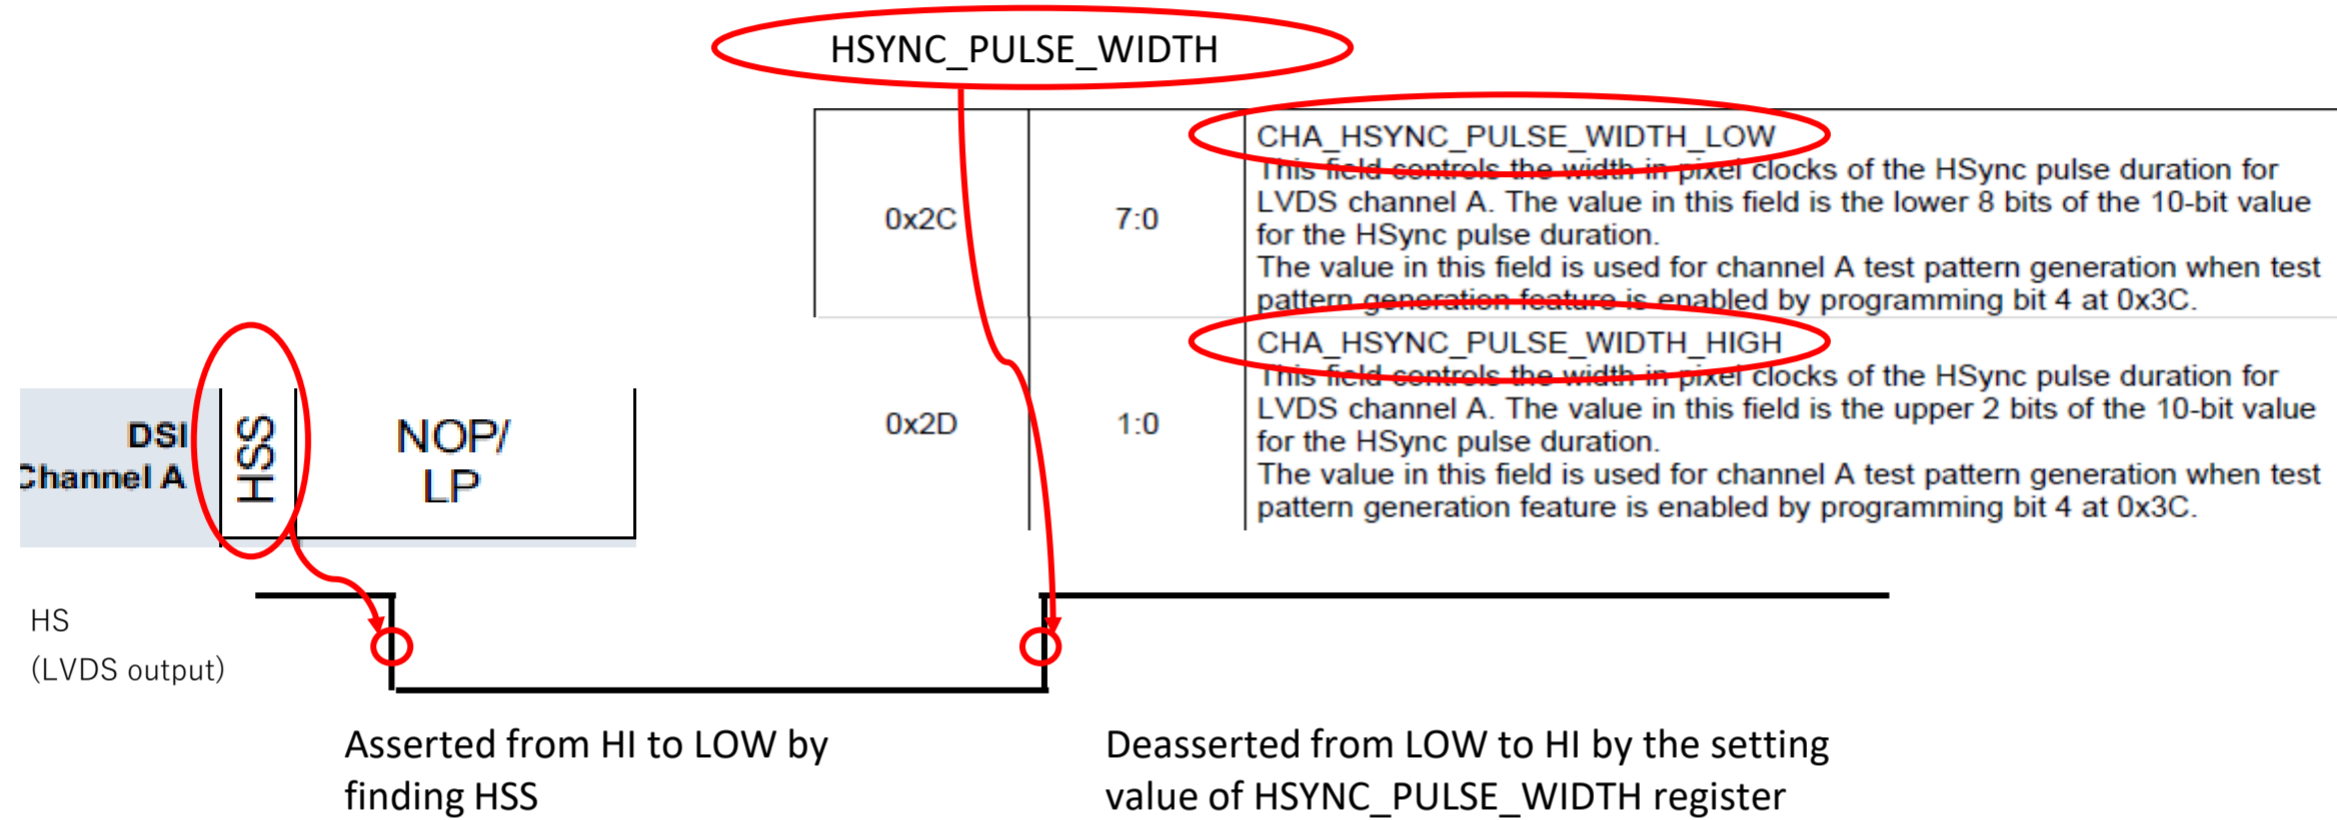 HSYNC_PULSE_WIDTH
CHA_HSYNC_PULSE_WIDTH_LOW
This field controls the width in pixel clocks of the HSync pulse duration for
LVDS channel A. The value in this field is the lower 8 bits of the 10-bit value
for the HSync pulse duration.
The value in this field is used for channel A test pattern generation when test
pattern generation feature is enabled by programming bit 4 at 0x3C.
0x2C
7:0
CHA_HSYNC_PULSE_WIDTH_HIGH
This field controls the width in pixel clocks of the HSync pulse duration for
LVDS channel A. The value in this field is the upper 2 bits of the 10-bit value
for the HSync pulse duration.
The value in this field is used for channel A test pattern generation when test
pattern generation feature is enabled by programming bit 4 at 0x3C.
0x2D
1:0
DSI
Channel A
HSS
NOP/
LP
HS
(LVDS output)
Asserted from HI to LOW by
finding HSS
Deasserted from LOW to HI by the setting
value of HSYNC_PULSE_WIDTH register